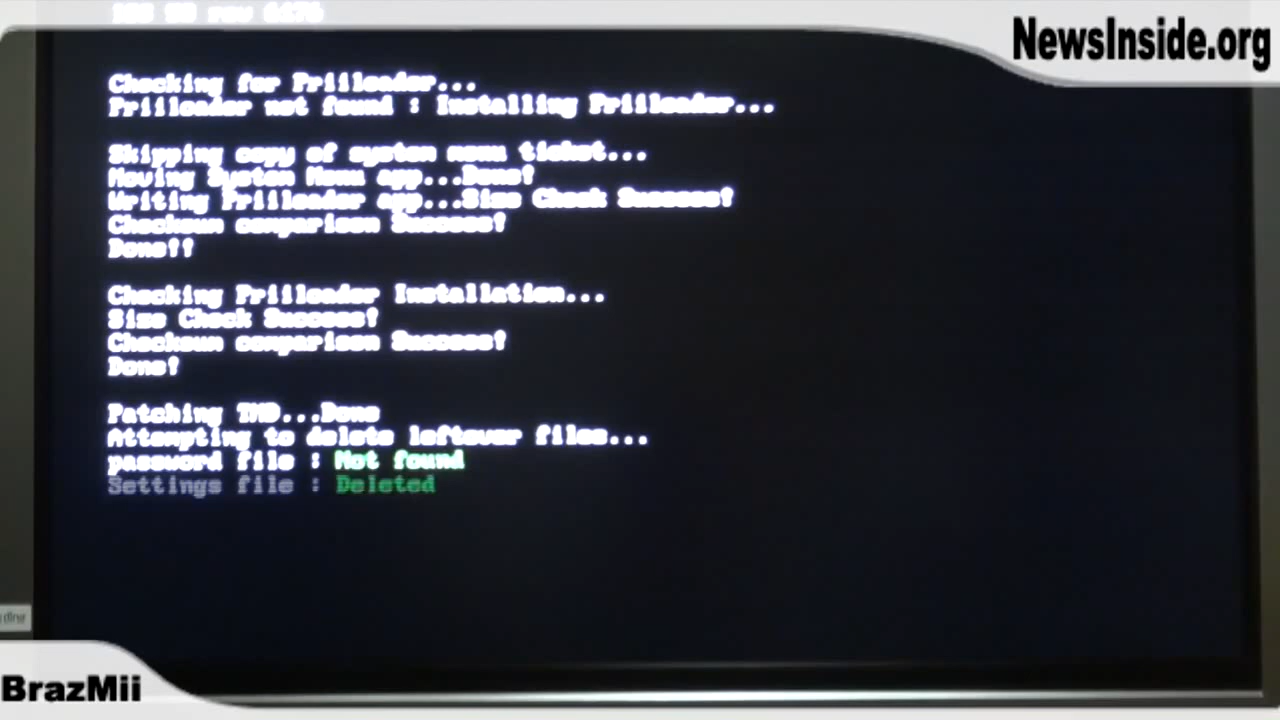 NewsInside.org
Checking for Priiloader...
Priiloader not found : Installing Priiloader...
Skipping copy of system menu ticket...
Moving System Menu app...Done!
Writing Priiloader app...Size Check Success!
Checksum comparison Success!
Done!!
Checking Priiloader Installation...
Size Check Success!
Checksum comparison Success!
Done!
Patching TMD...Done
Attempting to delete leftover files...
password file : Not found
Settings file : Deleted
BrazMii